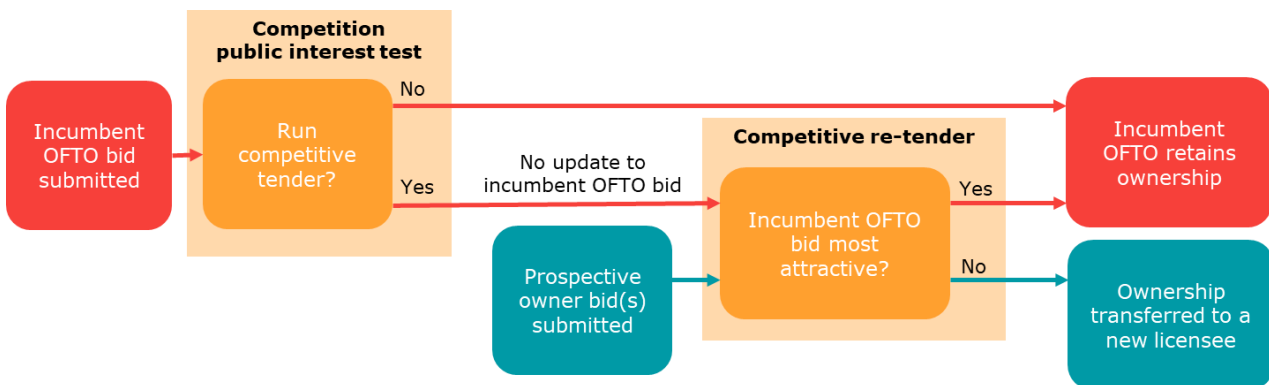 Competition
public interest test
Incumbent
OFTO bid
submitted
Run
competitive
tender?
No
Yes
No update to
incumbent OFTO bid
Competitive re-tender
Incumbent OFTO
bid most
attractive?
Yes
No
Prospective
owner bid(s)
submitted
Incumbent
OFTO retains
ownership
Ownership
transferred to a
new licensee